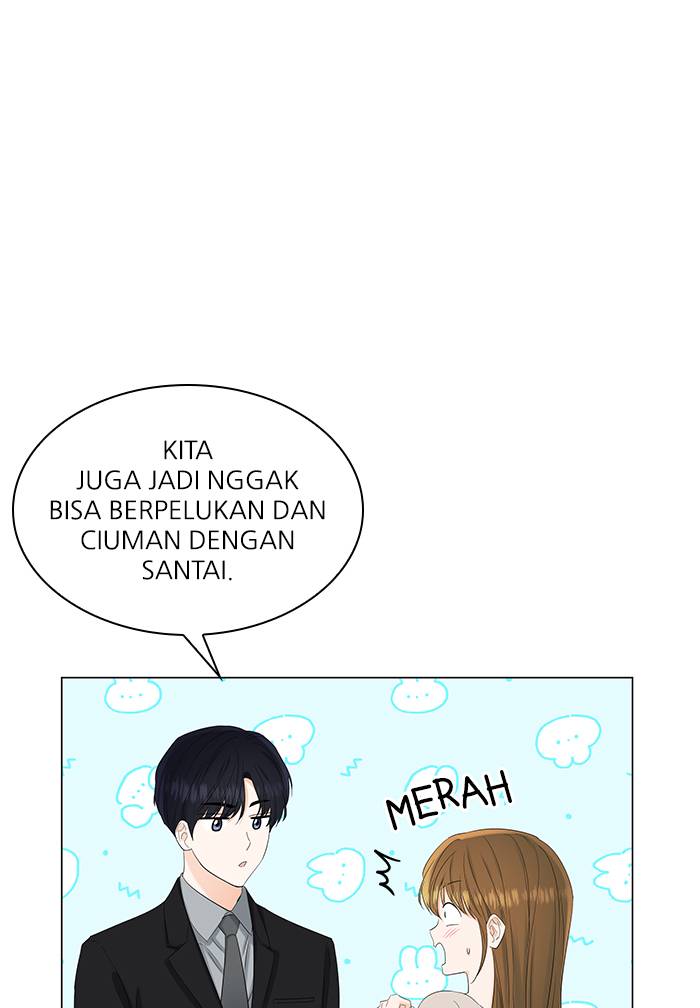 KITA
JUGA JADI NGGAK
BISA BERPELUKAN DAN
CIUMAN DENGAN
SANTAI.
MERAH